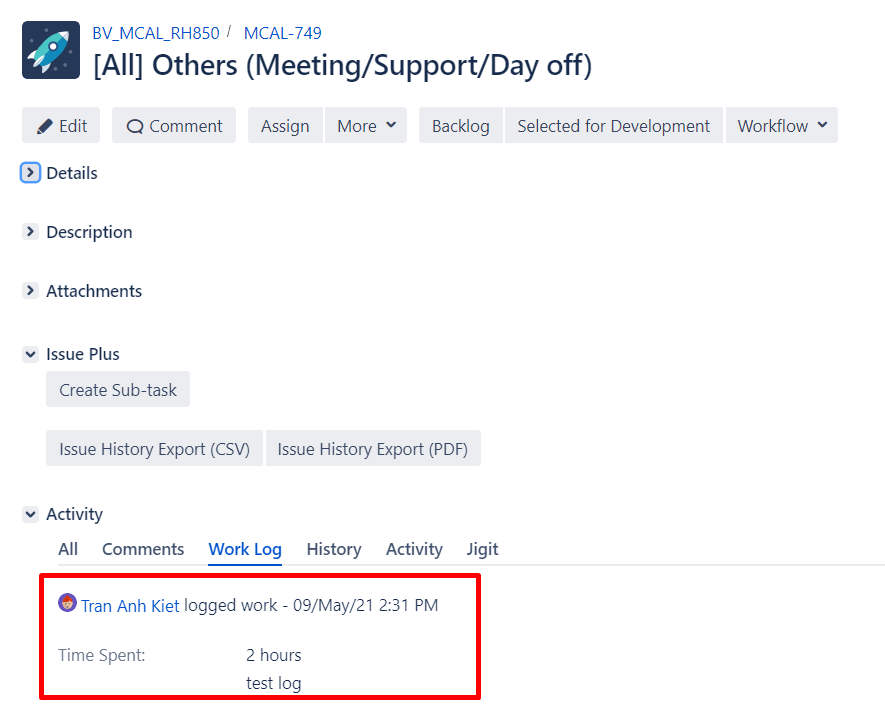 BV_MCAL_RH850 / MCAL-749
[All] Others (Meeting/Support/Day off)
Edit Comment Assign More Backlog Selected for Development Workflow
Details
Description
Attachments
Issue Plus
Create Sub-task
Issue History Export (CSV) Issue History Export (PDF)
Activity
All Comments Work Log History Activity Jigit
Tran Anh Kiet logged work - 09/May/21 2:31 PM
Time Spent: 2 hours
test log